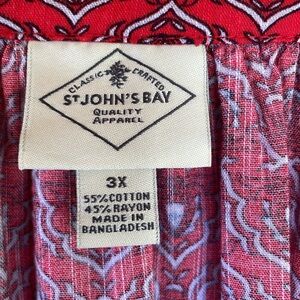 CLASSIC CRAFTED
ST JOHN'S BAY
QUALITY
APPAREL
3X
55% COTTON
45% RAYON
MADE IN
BANGLADESH